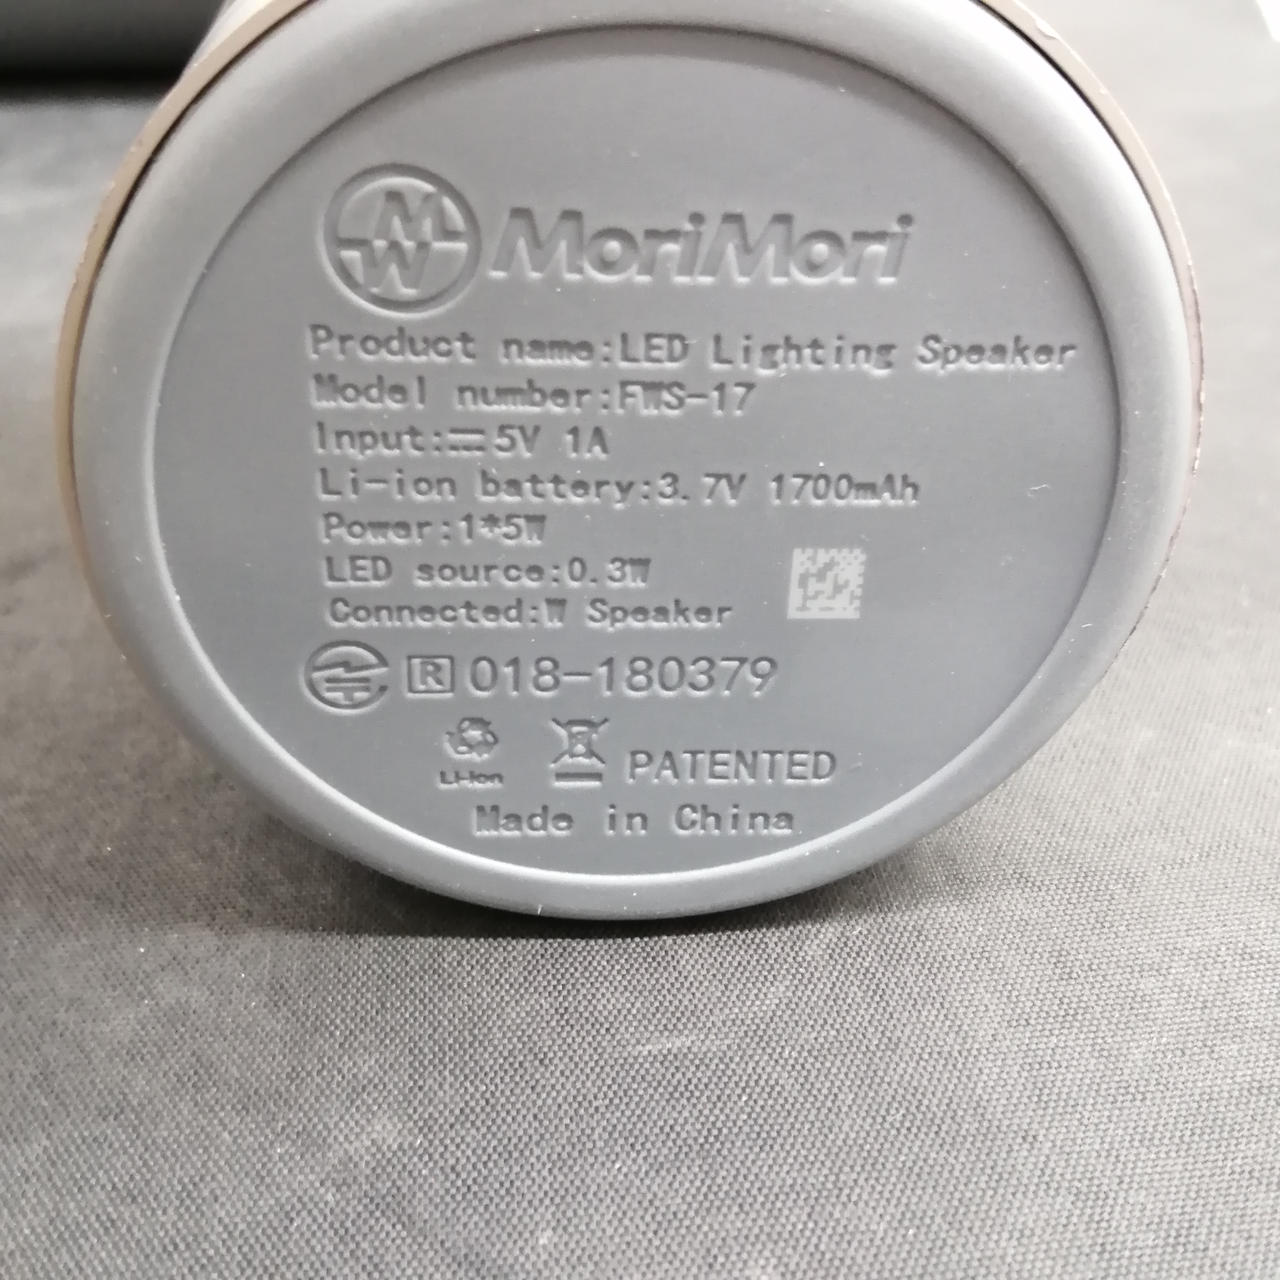 MW MoriMori
Product name:LED Lighting Speaker
Model number:FWS-17
Input:⎓5V 1A
Li-ion battery:3.7V 1700mAh
Power:1*5W
LED source:0.3W
Connected:W Speaker
R 018-180379
Li-ion PATENTED
Made in China